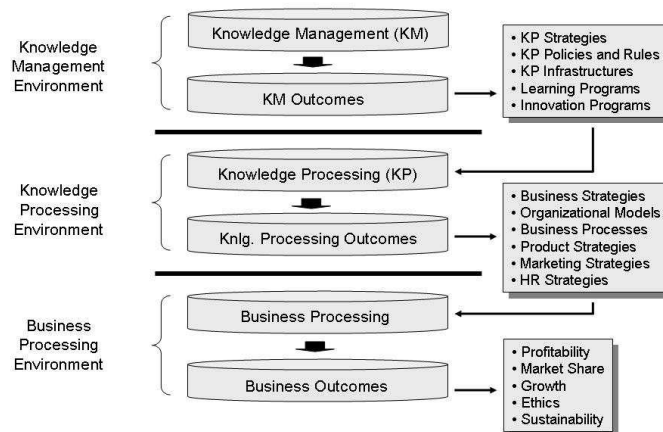 Knowledge
Management
Environment
Knowledge Management (KM)
KM Outcomes
• KP Strategies
• KP Policies and Rules
• KP Infrastructures
• Learning Programs
• Innovation Programs
Knowledge
Processing
Environment
Knowledge Processing (KP)
Knlg. Processing Outcomes
• Business Strategies
• Organizational Models
• Business Processes
• Product Strategies
• Marketing Strategies
• HR Strategies
Business
Processing
Environment
Business Processing
Business Outcomes
• Profitability
• Market Share
• Growth
• Ethics
• Sustainability